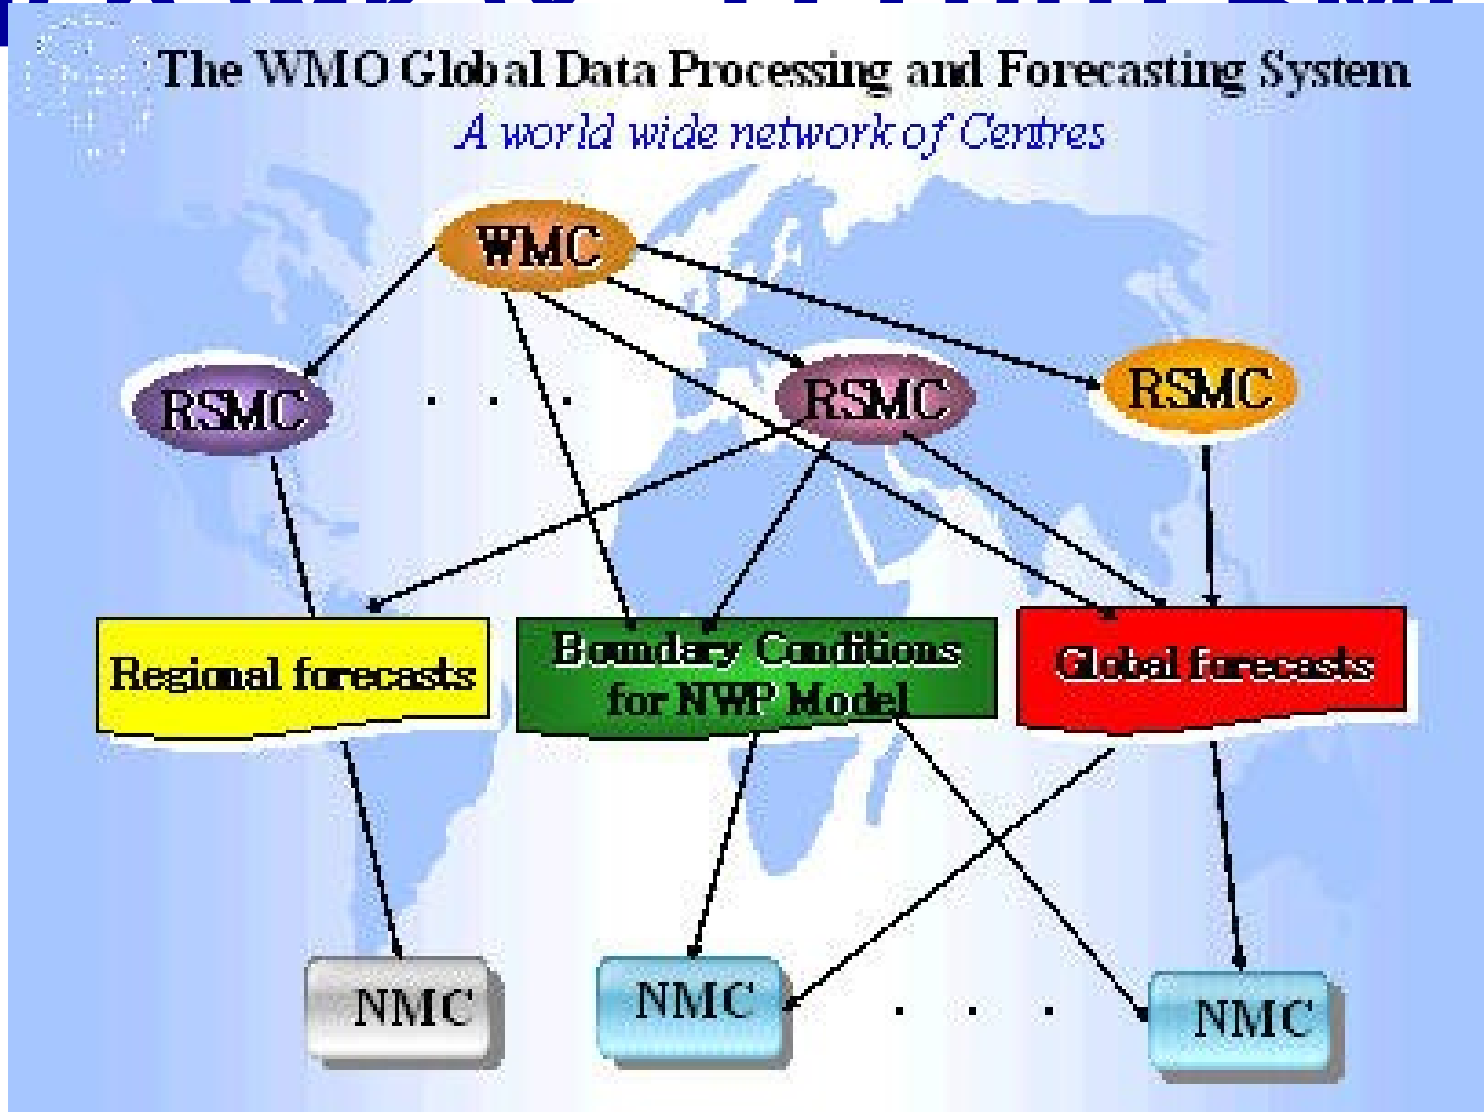 The WMO Global Data Processing and Forecasting System
A world wide network of Centres
WMC
RSMC
. . .
RSMC
RSMC
Regional forecasts
Boundary Conditions
for NWP Model
Global forecasts
NMC
NMC
. . .
NMC